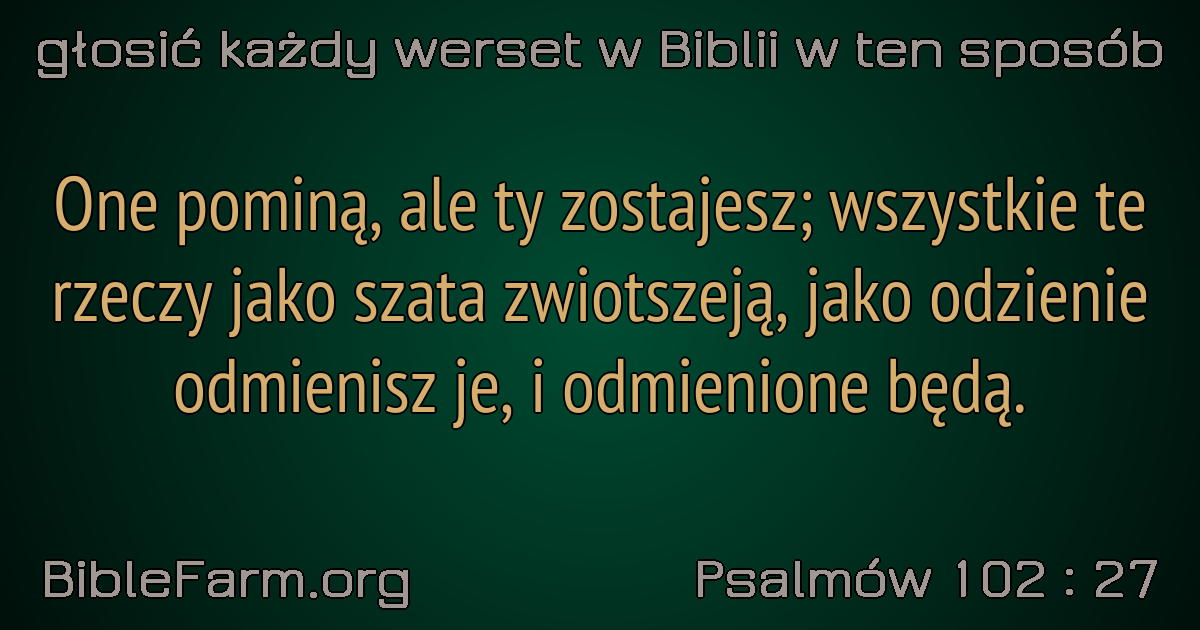 głosić każdy werset w Biblii w ten sposób
One pominą, ale ty zostajesz; wszystkie te
rzeczy jako szata zwiotszeją, jako odzienie
odmienisz je, i odmienione będą.
BibleFarm.org
Psalmów 102 : 27